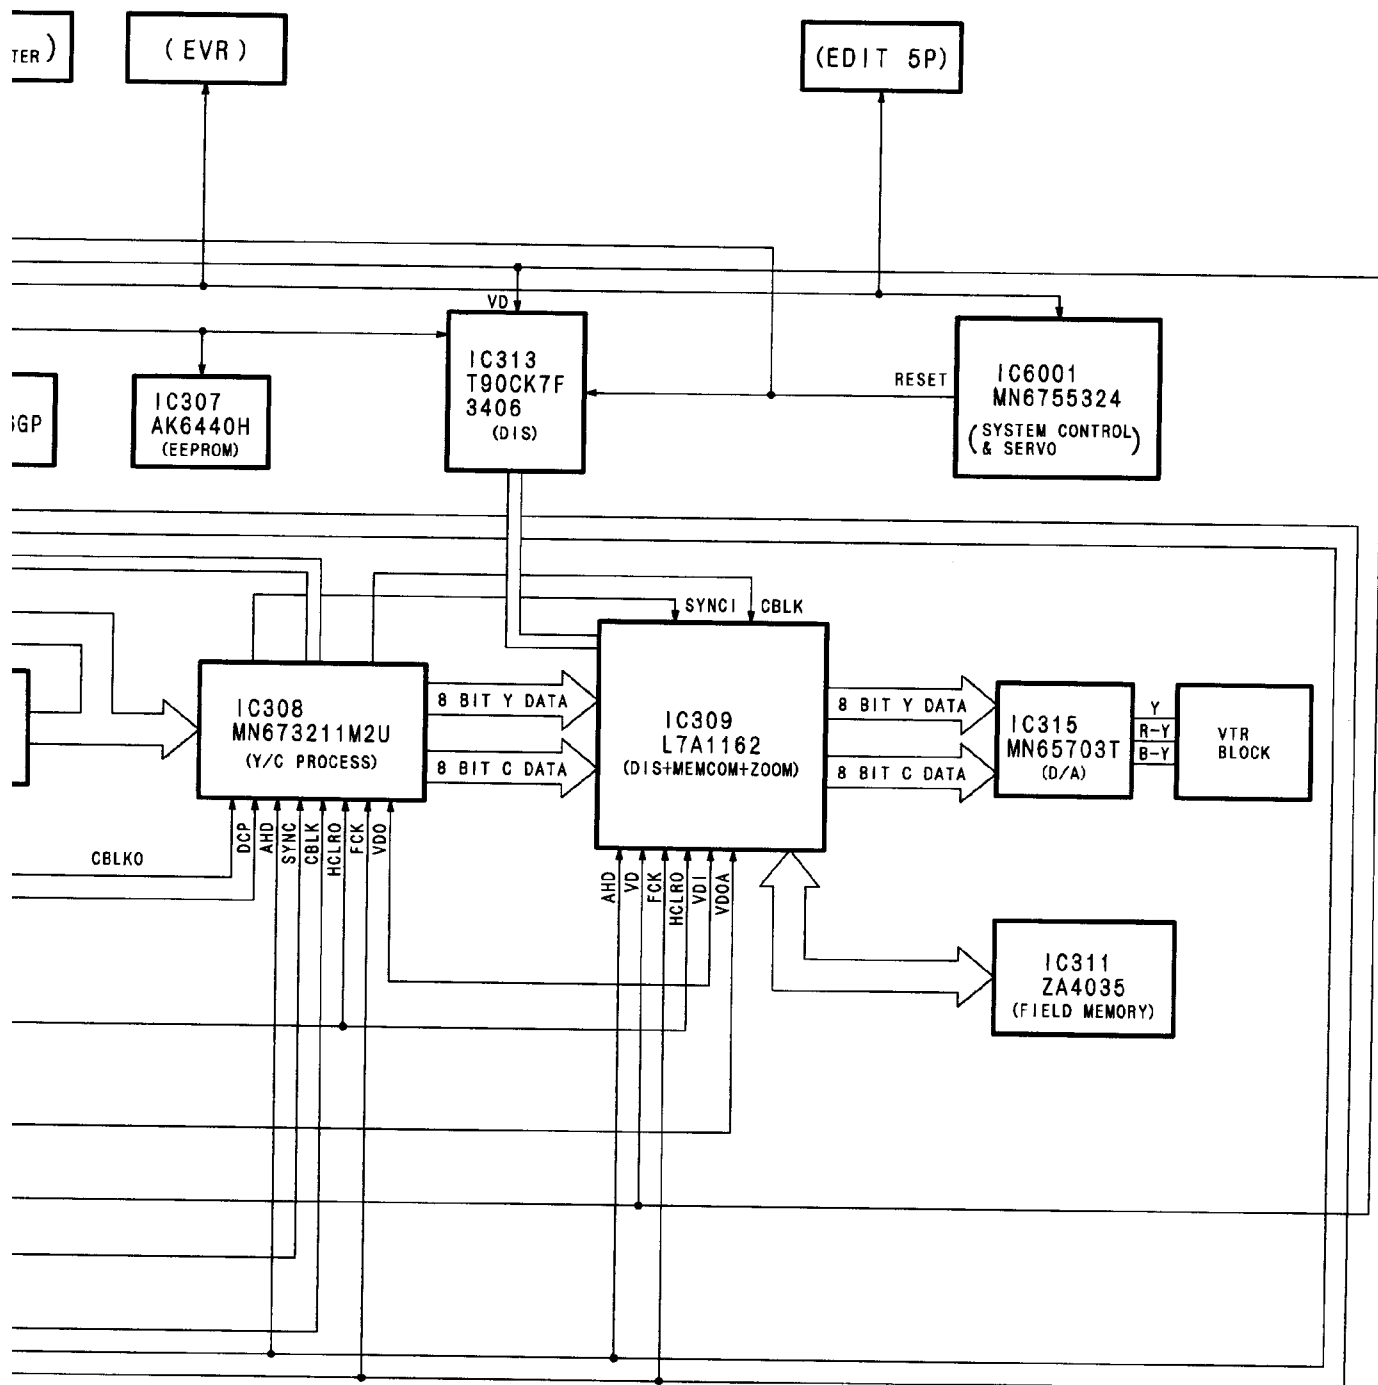 TER)
(EVR)
(EDIT 5P)
VD
IC313
T90CK7F
3406
(DIS)
RESET
IC6001
MN6755324
(SYSTEM CONTROL
& SERVO)
IC307
AK6440H
(EEPROM)
GP
SYNCI
CBLK
IC308
MN673211M2U
(Y/C PROCESS)
8 BIT Y DATA
8 BIT C DATA
IC309
L7A1162
(DIS+MEMCOM+ZOOM)
8 BIT Y DATA
8 BIT C DATA
IC315
MN65703T
(D/A)
Y
R-Y
B-Y
VTR
BLOCK
CBLKO
DCP
AHD
SYNC
CBLK
HCLRO
FCK
VDO
AHD
VD
FCK
HCLRO
VDI
VDOA
IC311
ZA4035
(FIELD MEMORY)